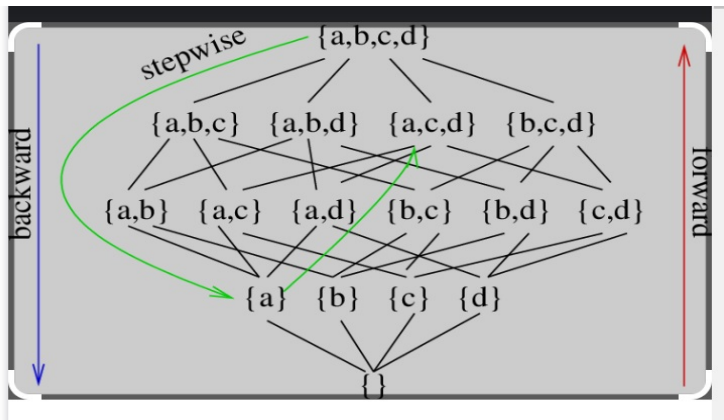 stepwise
{a,b,c,d}
{a,b,c} {a,b,d} {a,c,d} {b,c,d}
backward
forward
{a,b} {a,c} {a,d} {b,c} {b,d} {c,d}
{a} {b} {c} {d}
{}